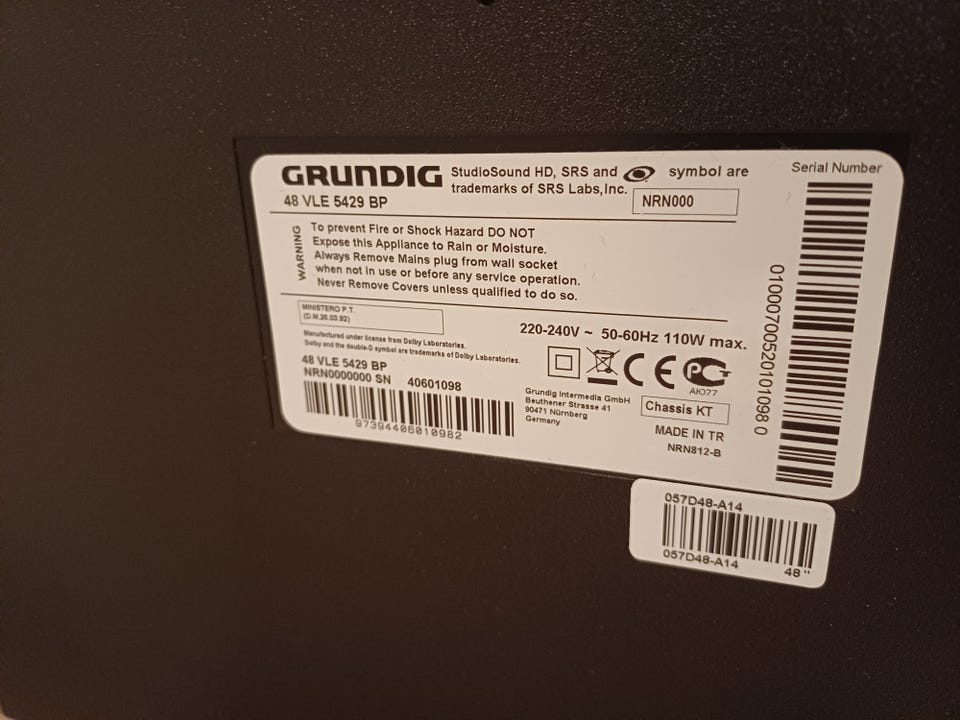 GRUNDIG
StudioSound HD, SRS and symbol are
trademarks of SRS Labs,Inc.
48 VLE 5429 BP
NRN000
WARNING
To prevent Fire or Shock Hazard DO NOT
Expose this Appliance to Rain or Moisture.
Always Remove Mains plug from wall socket
when not in use or before any service operation.
Never Remove Covers unless qualified to do so.
MINISTERO P.T.
(D.M.26.03.92)
Manufactured under license from Dolby Laboratories.
Dolby and the double-D symbol are trademarks of Dolby Laboratories.
220-240V ~ 50-60Hz 110W max.
48 VLE 5429 BP
NRN0000000 SN 40601098
97394406010982
CE
PCT
АЮ77
Grundig Intermedia GmbH
Beuthener Strasse 41
90471 Nürnberg
Germany
Chassis KT
MADE IN TR
NRN812-B
Serial Number
01000700520101098 0
057D48-A14
057D48-A14
48"